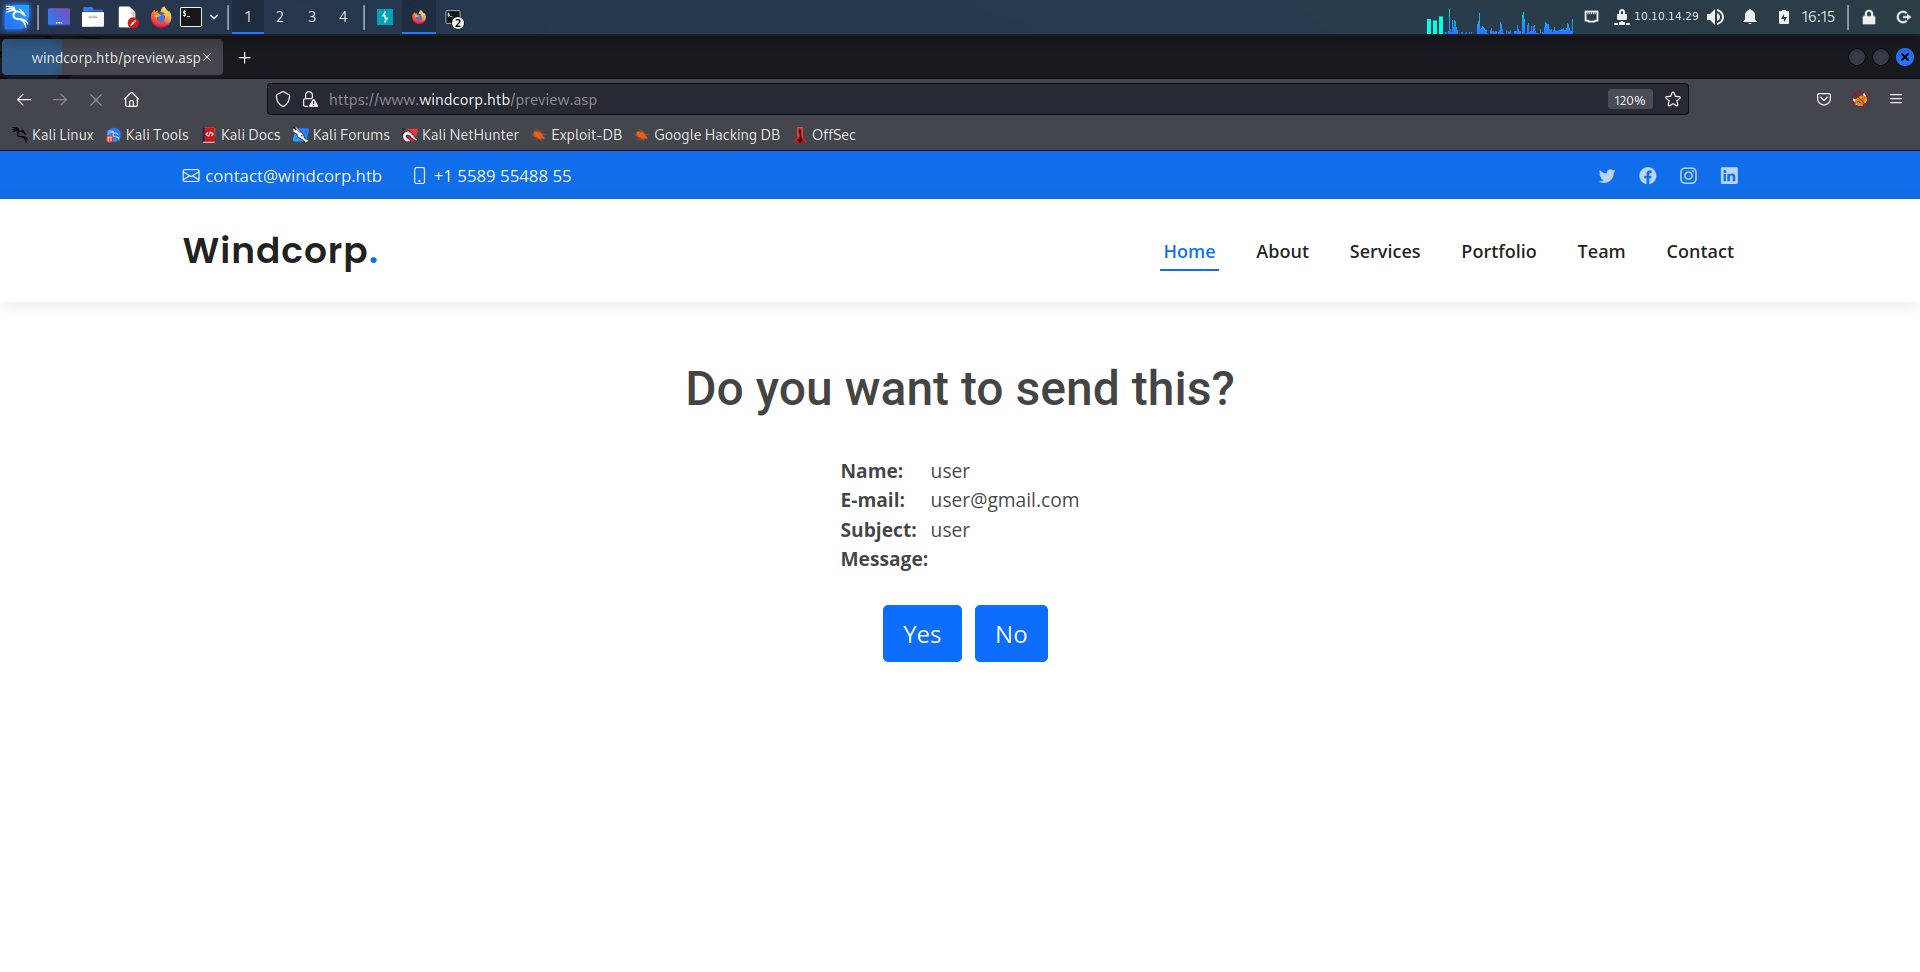 1 2 3 4 2 10.10.14.29 16:15
windcorp.htb/preview.asp
https://www.windcorp.htb/preview.asp 120%
Kali Linux Kali Tools Kali Docs Kali Forums Kali NetHunter Exploit-DB Google Hacking DB OffSec
contact@windcorp.htb +1 5589 55488 55
Windcorp. Home About Services Portfolio Team Contact
Do you want to send this?
Name: user
E-mail: user@gmail.com
Subject: user
Message:
Yes No